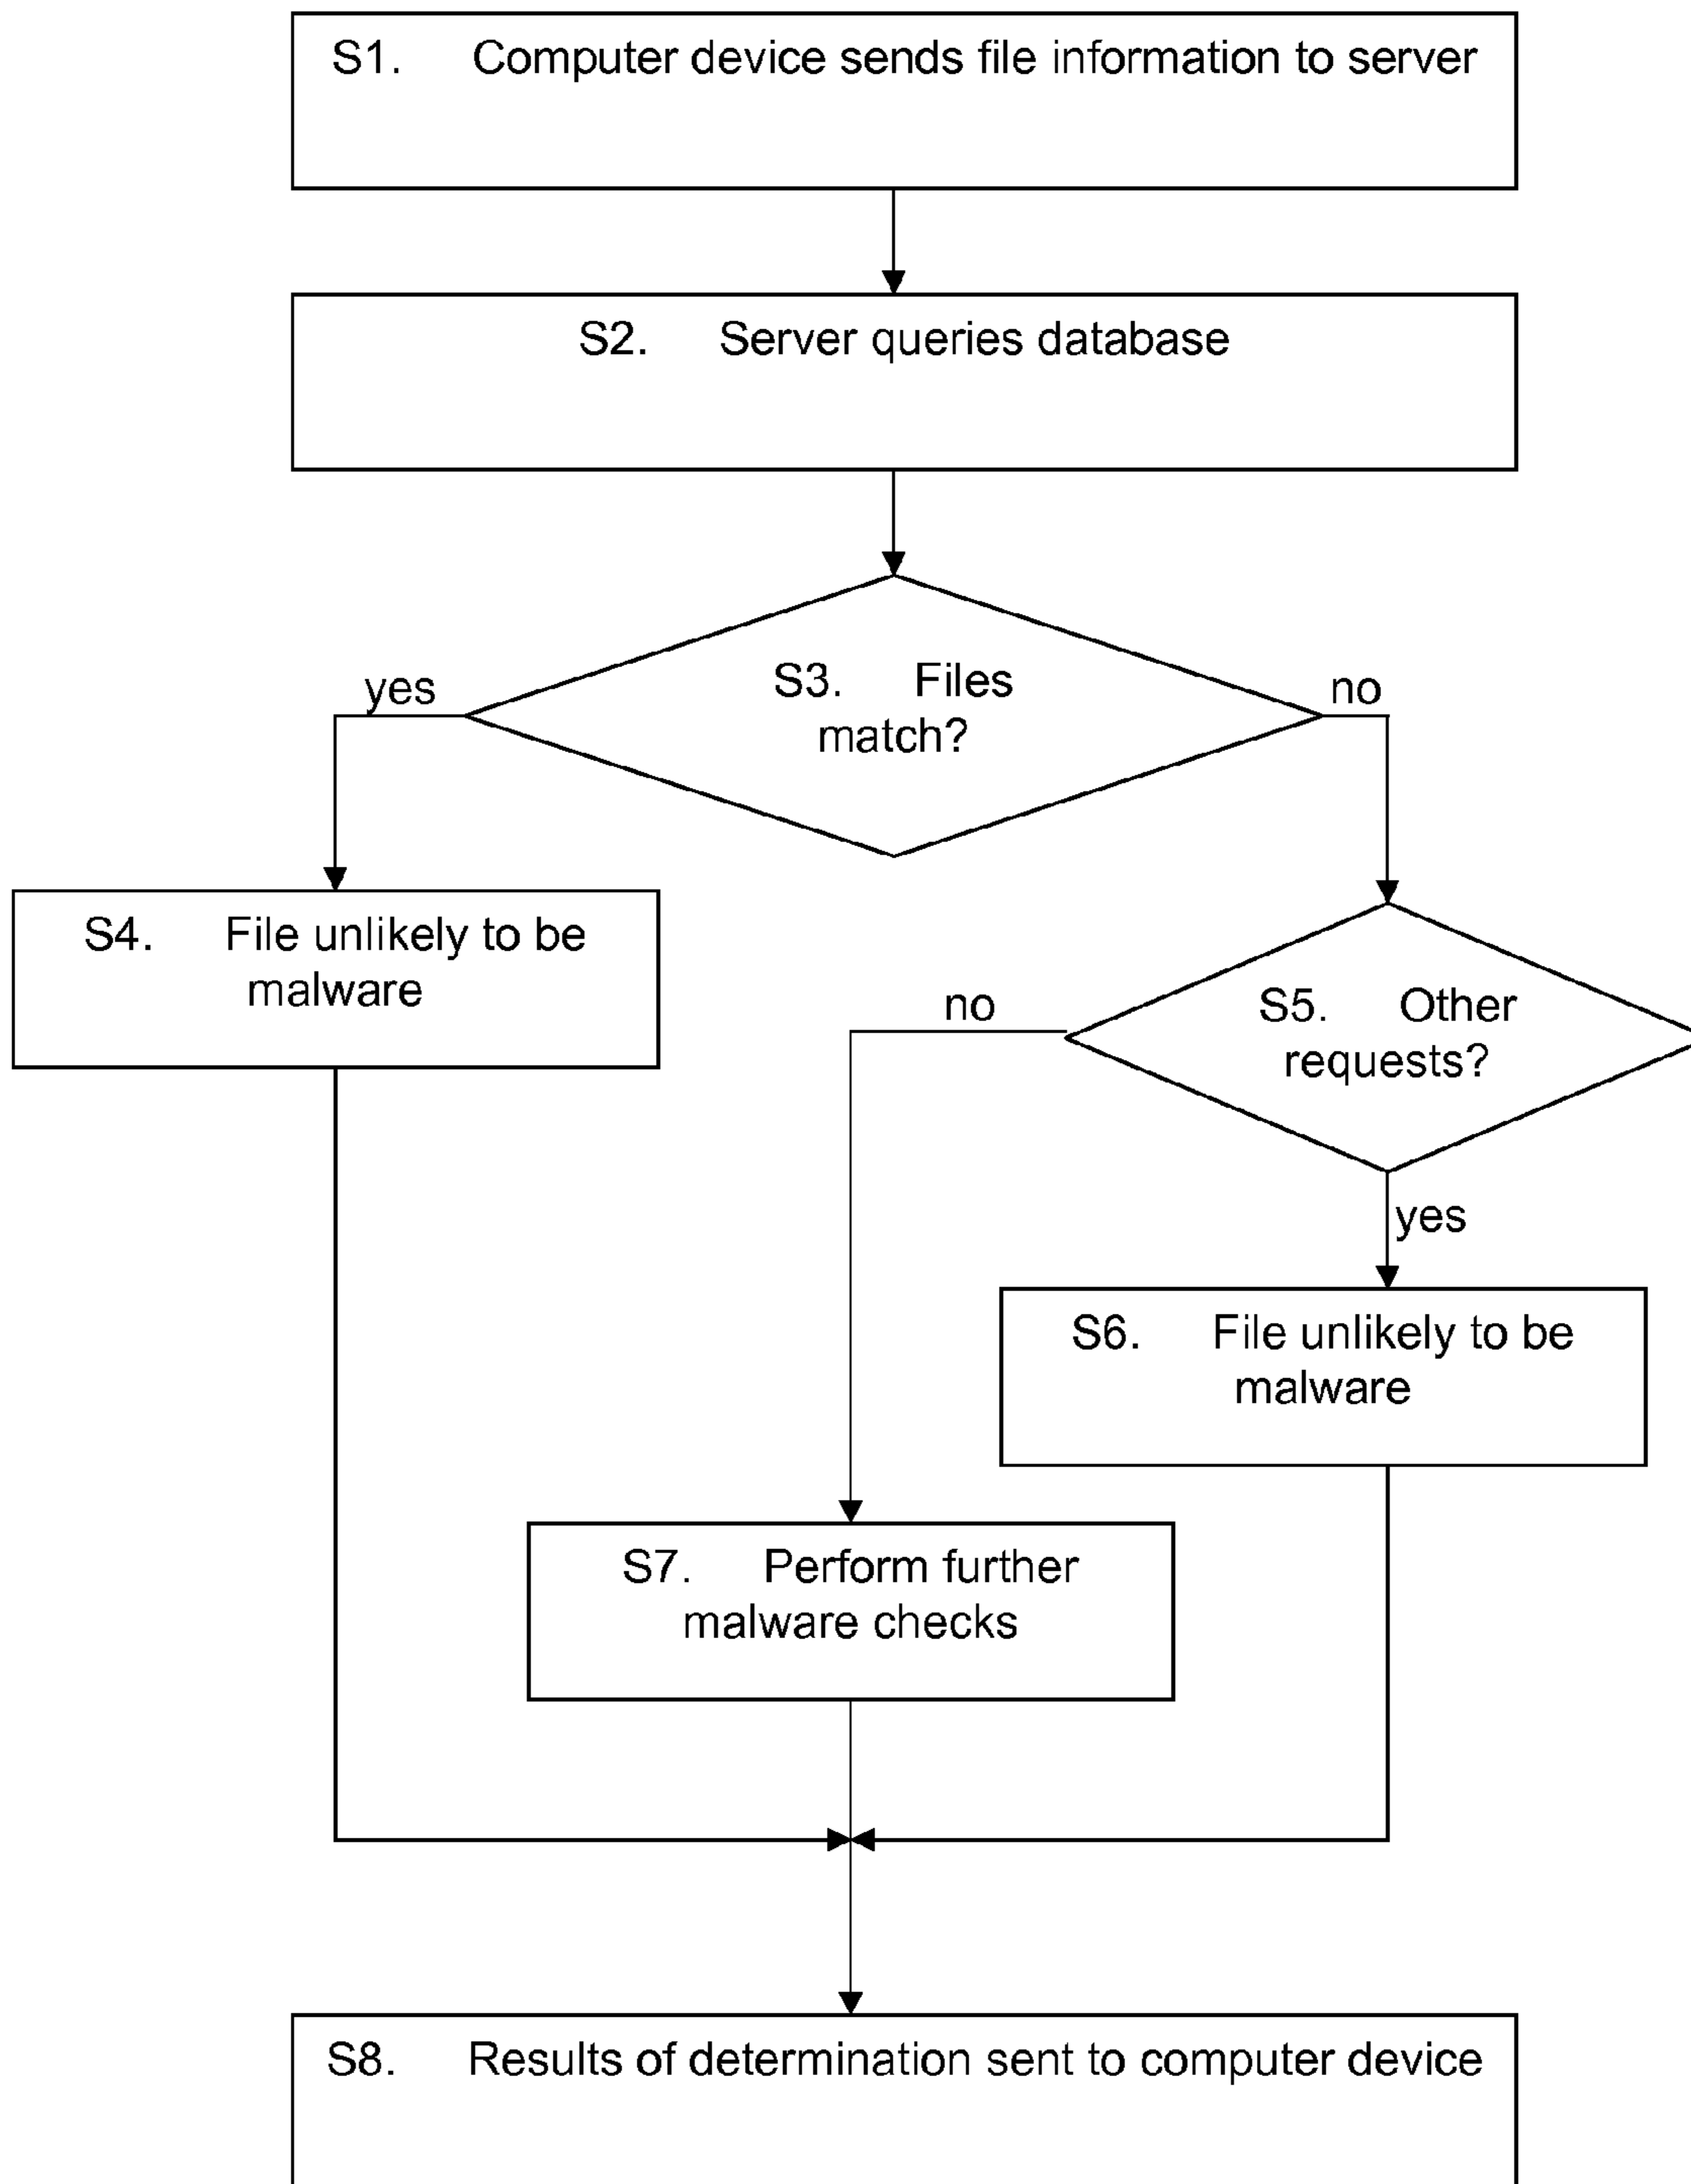 S1. Computer device sends file information to server
S2. Server queries database
S3. Files
match?
yes
no
S4. File unlikely to be
malware
S5. Other
requests?
no
yes
S6. File unlikely to be
malware
S7. Perform further
malware checks
S8. Results of determination sent to computer device